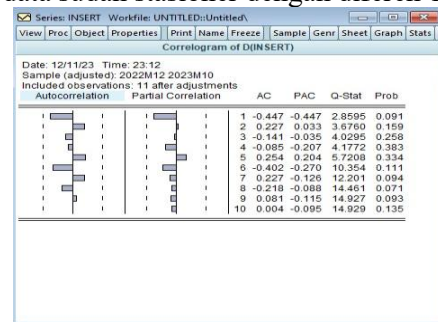 data sudah stasioner dengan
Series: INSERT Workfile: UNTITLED::Untitled\
View Proc Object Properties Print Name Freeze Sample Genr Sheet Graph Stats
Correlogram of D(INSERT)
Date: 12/11/23 Time: 23:12
Sample (adjusted): 2022M12 2023M10
Included observations: 11 after adjustments
Autocorrelation Partial Correlation AC PAC Q-Stat Prob
1 -0.447 -0.447 2.8595 0.091
2 0.227 0.033 3.6760 0.159
3 -0.141 -0.035 4.0295 0.258
4 -0.085 -0.207 4.1772 0.383
5 0.254 0.204 5.7208 0.334
6 -0.402 -0.270 10.354 0.111
7 0.227 -0.126 12.201 0.094
8 -0.218 -0.088 14.461 0.071
9 0.081 -0.115 14.927 0.093
10 0.004 -0.095 14.929 0.135